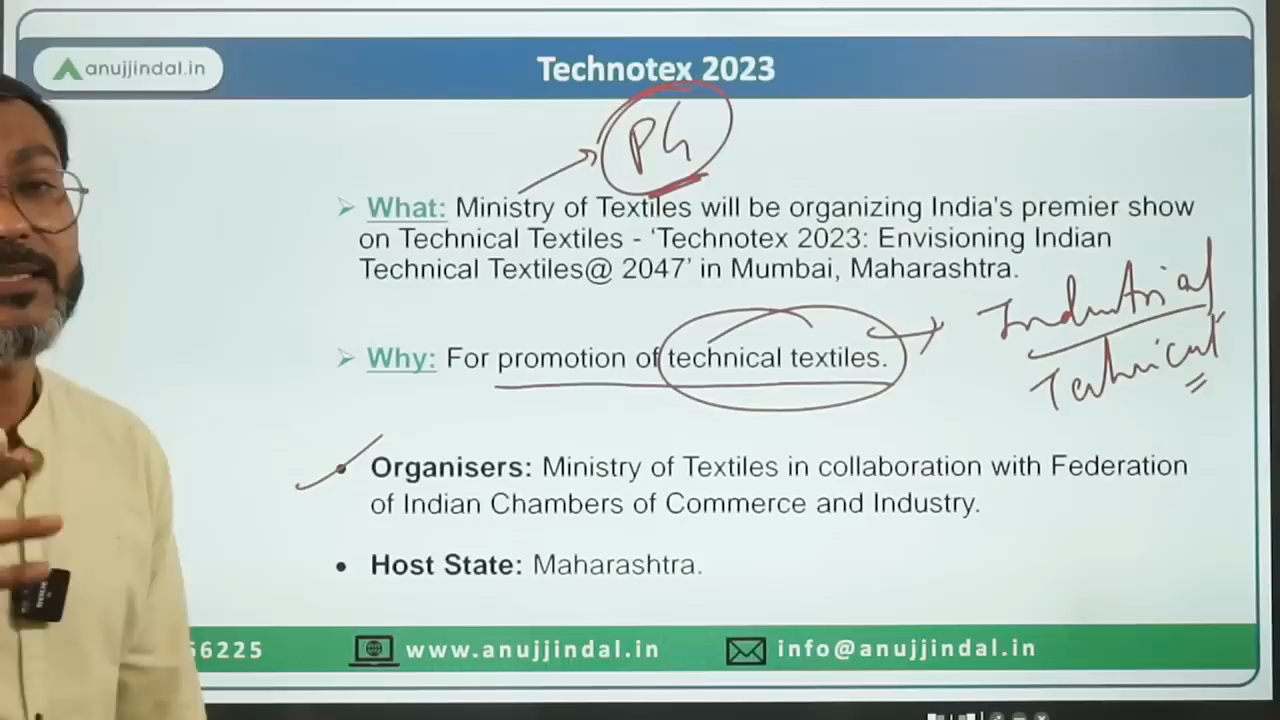 anujjindal.in
Technotex 2023
PG
➢ What: Ministry of Textiles will be organizing India's premier show
on Technical Textiles - ‘Technotex 2023: Envisioning Indian
Technical Textiles@ 2047’ in Mumbai, Maharashtra.
Industrial
Technical
➢ Why: For promotion of technical textiles.
• Organisers: Ministry of Textiles in collaboration with Federation
of Indian Chambers of Commerce and Industry.
• Host State: Maharashtra.
6225 www.anujjindal.in info@anujjindal.in